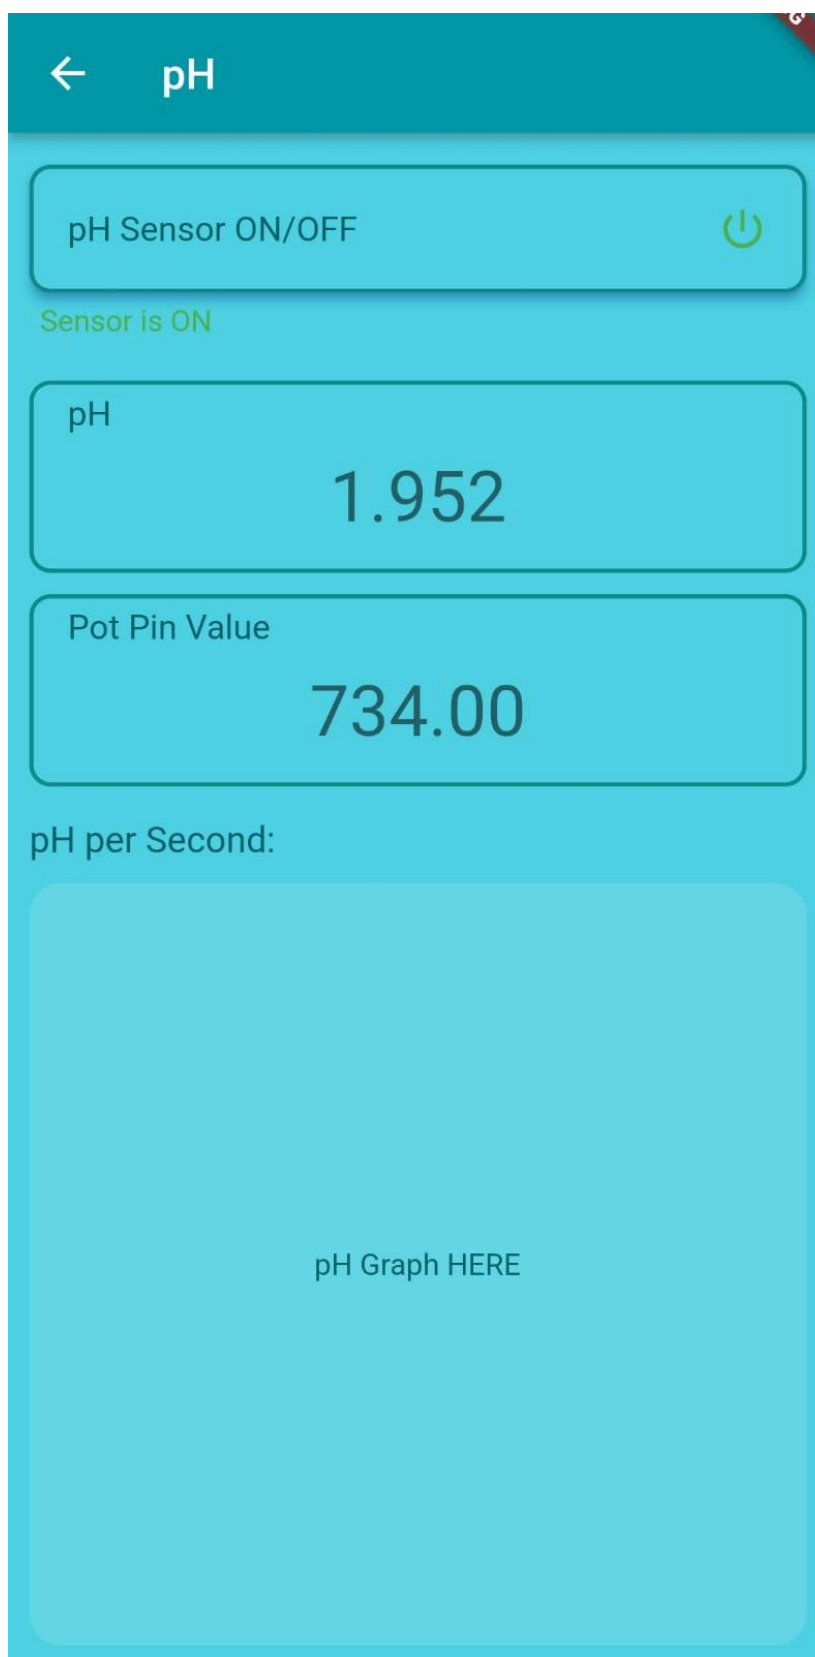 pH
pH Sensor ON/OFF
Sensor is ON
pH
1.952
Pot Pin Value
734.00
pH per Second:
pH Graph HERE